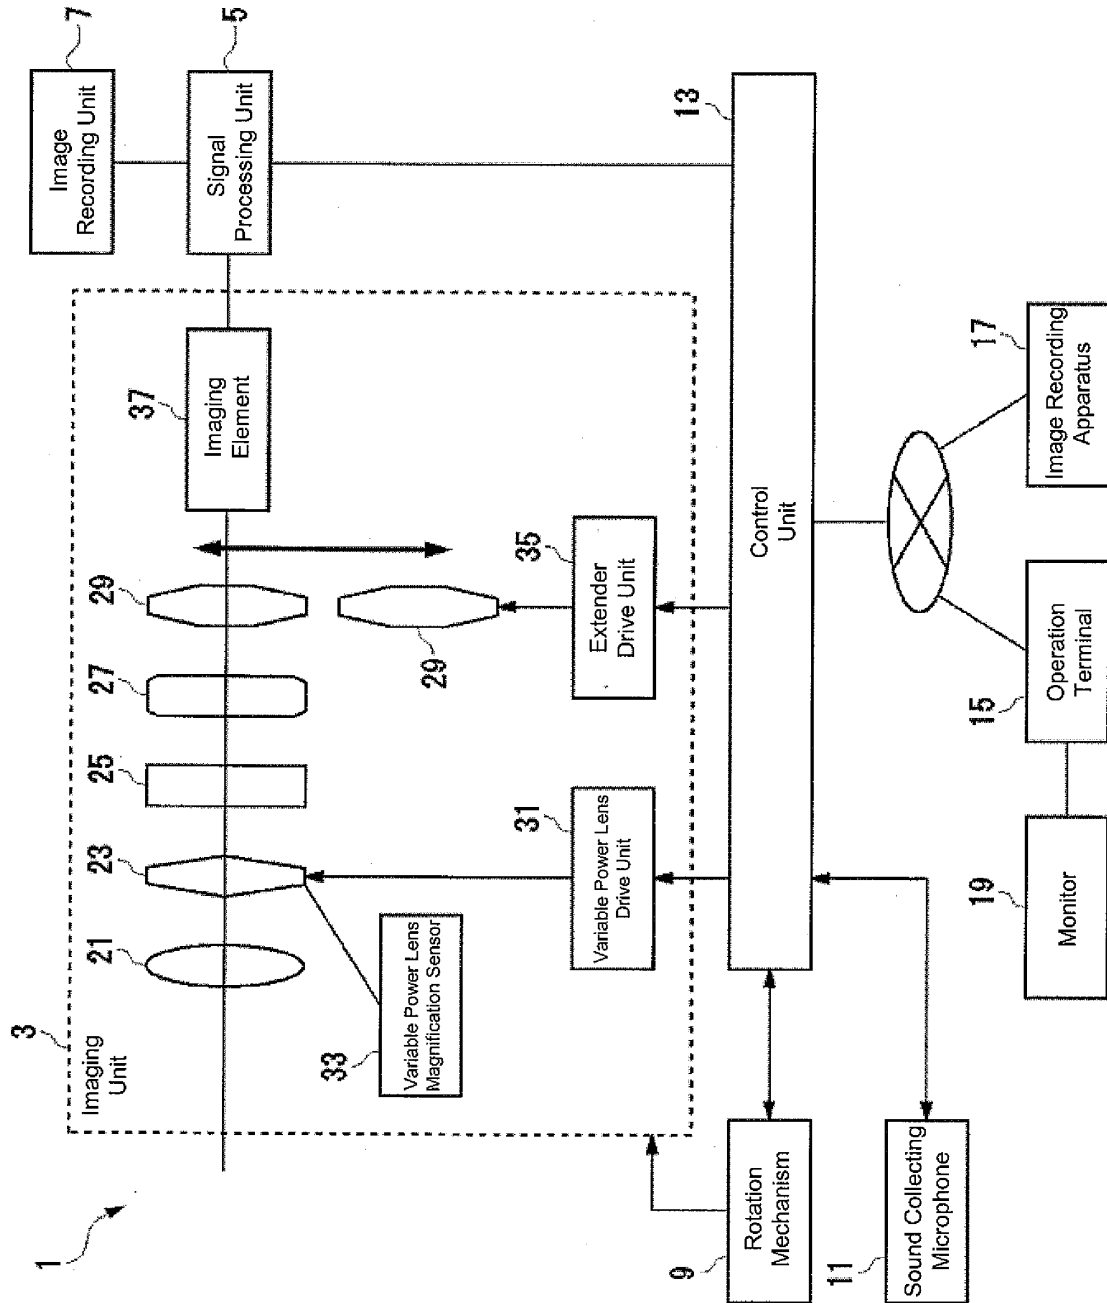 1
3
Imaging
Unit
21
23
25
27
29
29
37
Imaging
Element
5
Signal
Processing Unit
7
Image
Recording Unit
33
Variable Power Lens
Magnification Sensor
31
Variable Power Lens
Drive Unit
35
Extender
Drive Unit
13
Control
Unit
9
Rotation
Mechanism
11
Sound Collecting
Microphone
19
Monitor
15
Operation
Terminal
17
Image Recording
Apparatus